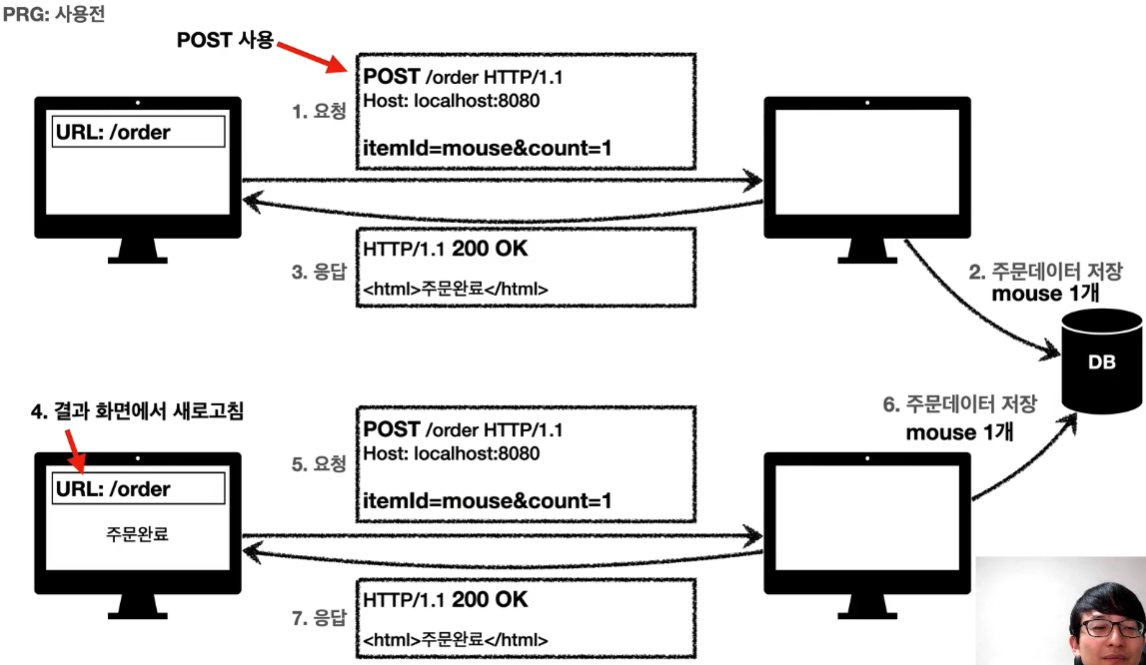 PRG: 사용전
POST 사용
1. 요청
POST /order HTTP/1.1
Host: localhost:8080
itemId=mouse&count=1
URL: /order
3. 응답
HTTP/1.1 200 OK
<html>주문완료</html>
2. 주문데이터 저장
mouse 1개
DB
4. 결과 화면에서 새로고침
URL: /order
주문완료
5. 요청
POST /order HTTP/1.1
Host: localhost:8080
itemId=mouse&count=1
6. 주문데이터 저장
mouse 1개
7. 응답
HTTP/1.1 200 OK
<html>주문완료</html>